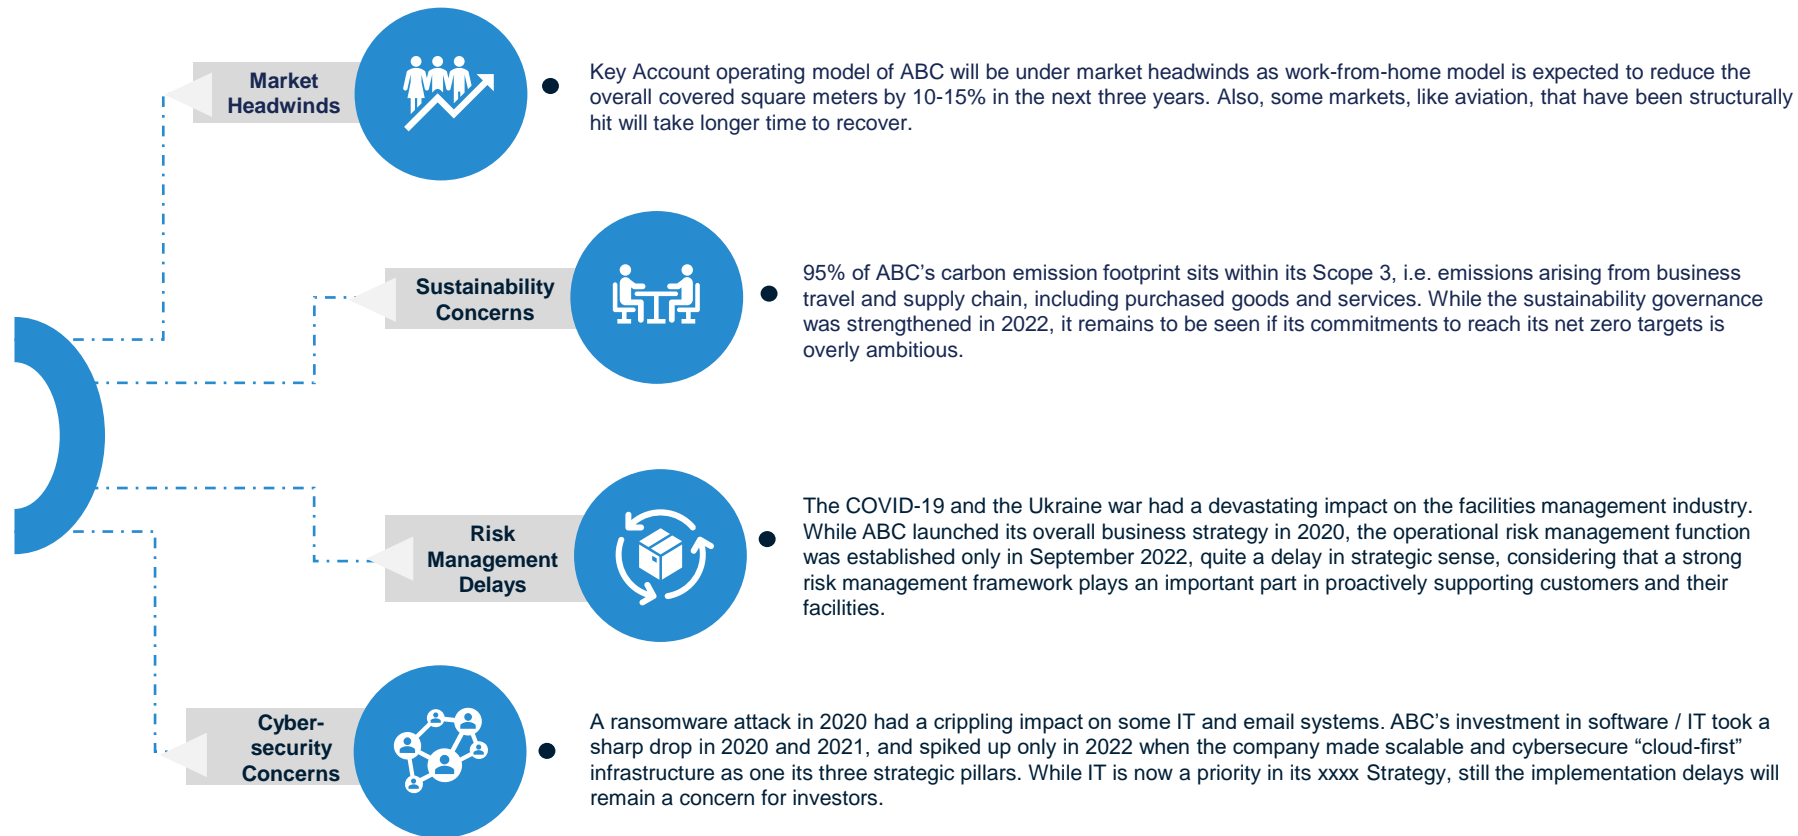 Market
Headwinds
Key Account operating model of ABC will be under market headwinds as work-from-home model is expected to reduce the
overall covered square meters by 10-15% in the next three years. Also, some markets, like aviation, that have been structurally
hit will take longer time to recover.
Sustainability
Concerns
95% of ABC’s carbon emission footprint sits within its Scope 3, i.e. emissions arising from business
travel and supply chain, including purchased goods and services. While the sustainability governance
was strengthened in 2022, it remains to be seen if its commitments to reach its net zero targets is
overly ambitious.
Risk
Management
Delays
The COVID-19 and the Ukraine war had a devastating impact on the facilities management industry.
While ABC launched its overall business strategy in 2020, the operational risk management function
was established only in September 2022, quite a delay in strategic sense, considering that a strong
risk management framework plays an important part in proactively supporting customers and their
facilities.
Cyber-
security
Concerns
A ransomware attack in 2020 had a crippling impact on some IT and email systems. ABC’s investment in software / IT took a
sharp drop in 2020 and 2021, and spiked up only in 2022 when the company made scalable and cybersecure “cloud-first”
infrastructure as one its three strategic pillars. While IT is now a priority in its xxxx Strategy, still the implementation delays will
remain a concern for investors.